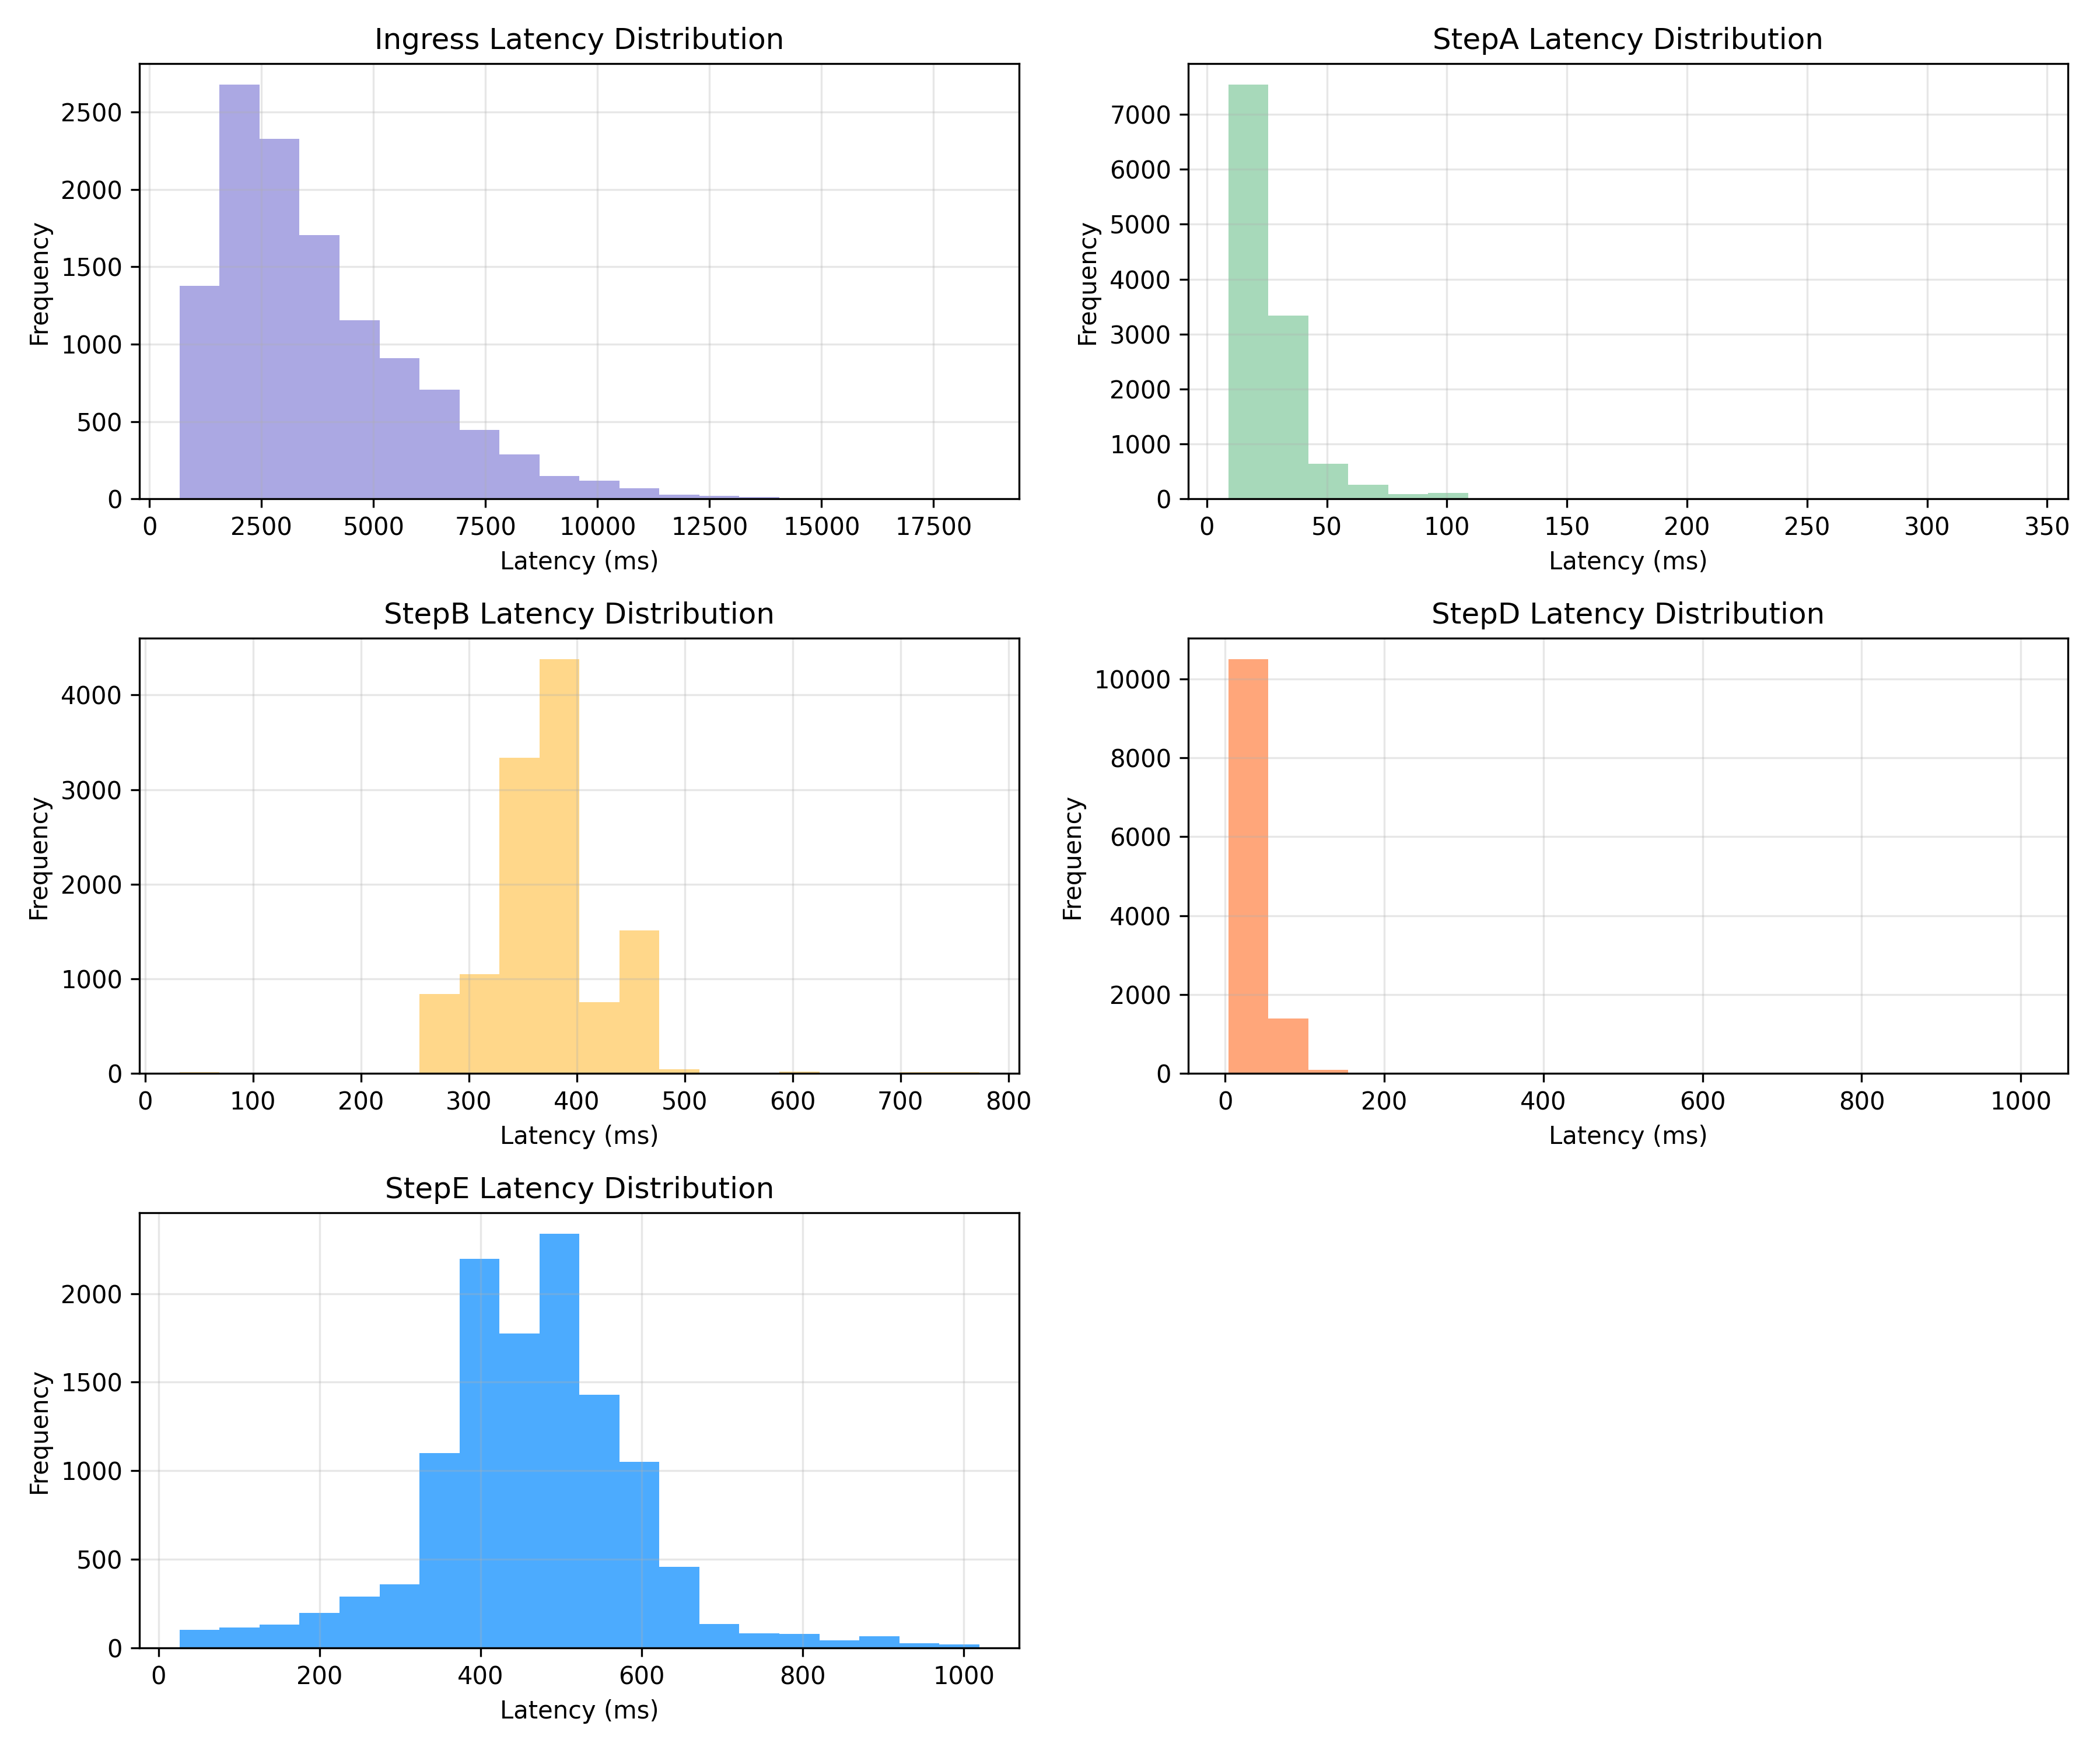 Ingress Latency Distribution
Frequency
2500
2000
1500
1000
500
0
0 2500 5000 7500 10000 12500 15000 17500
Latency (ms)
StepA Latency Distribution
Frequency
7000
6000
5000
4000
3000
2000
1000
0
0 50 100 150 200 250 300 350
Latency (ms)
StepB Latency Distribution
Frequency
4000
3000
2000
1000
0
0 100 200 300 400 500 600 700 800
Latency (ms)
StepD Latency Distribution
Frequency
10000
8000
6000
4000
2000
0
0 200 400 600 800 1000
Latency (ms)
StepE Latency Distribution
Frequency
2000
1500
1000
500
0
0 200 400 600 800 1000
Latency (ms)